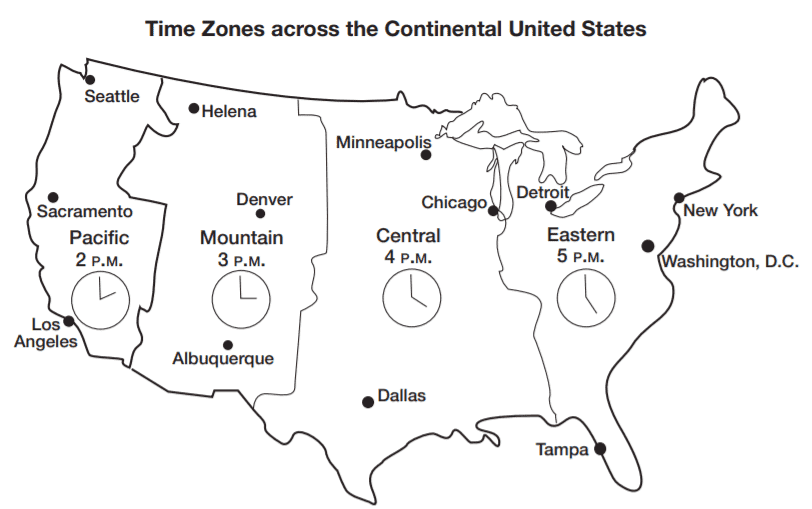 Time Zones across the Continental United States
Seattle
Helena
Minneapolis
Denver
Chicago
Detroit
Sacramento
New York
Pacific
2 P.M.
Mountain
3 P.M.
Central
4 P.M.
Eastern
5 P.M.
Washington, D.C.
Los
Angeles
Albuquerque
Dallas
Tampa